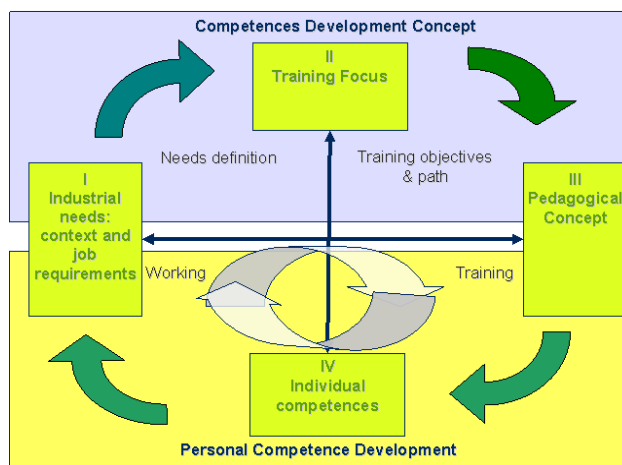 Competences Development Concept
II
Training Focus
Needs definition
Training objectives
& path
I
Industrial
needs:
context and
job
requirements
III
Pedagogical
Concept
Working
Training
IV
Individual
competences
Personal Competence Development